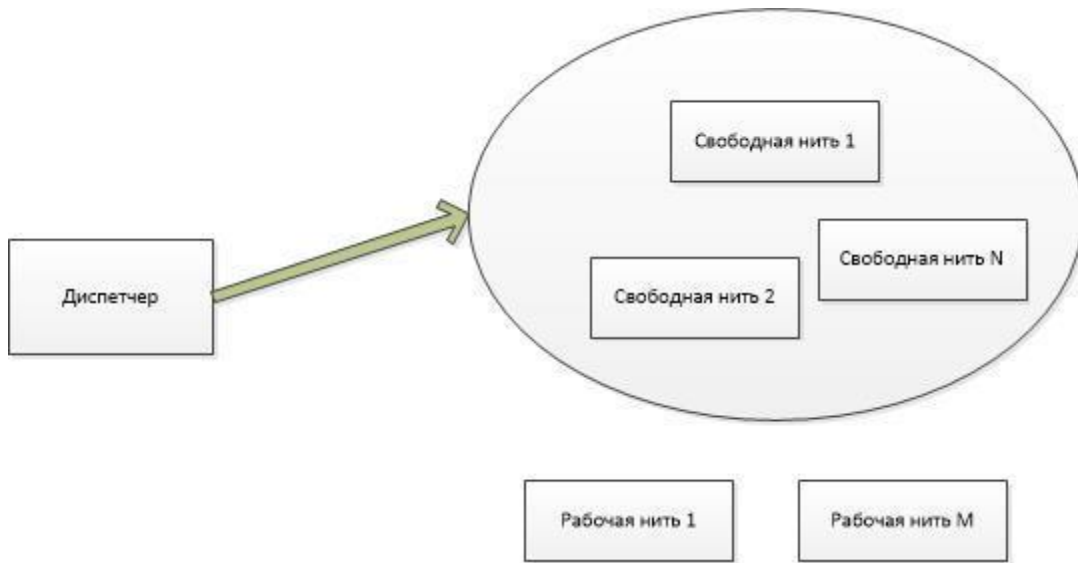 Свободная нить 1
Свободная нить N
Свободная нить 2
Диспетчер
Рабочая нить 1
Рабочая нить M